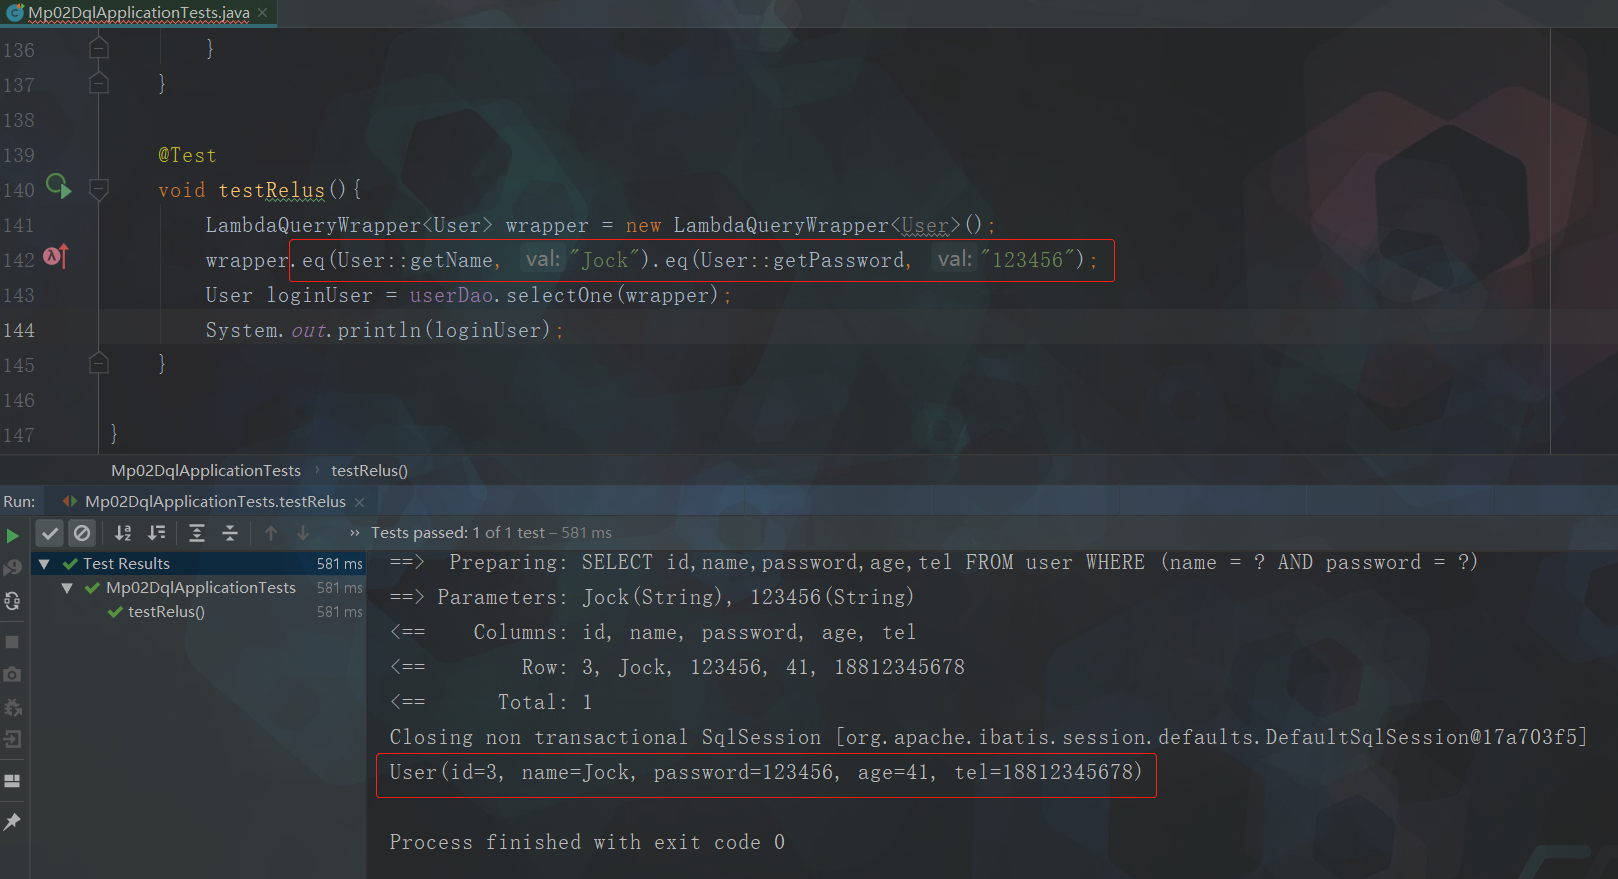 Mp02DqlApplicationTests.java
136 }
137 }
138
139 @Test
140 void testRelus(){
141 LambdaQueryWrapper<User> wrapper = new LambdaQueryWrapper<User>();
142 wrapper.eq(User::getName, val: "Jock").eq(User::getPassword, val: "123456");
143 User loginUser = userDao.selectOne(wrapper);
144 System.out.println(loginUser);
145 }
146
147 }
Mp02DqlApplicationTests › testRelus()
Run: Mp02DqlApplicationTests.testRelus
» Tests passed: 1 of 1 test – 581 ms
Test Results 581 ms
Mp02DqlApplicationTests 581 ms
testRelus() 581 ms
==>  Preparing: SELECT id,name,password,age,tel FROM user WHERE (name = ? AND password = ?)
==> Parameters: Jock(String), 123456(String)
<==    Columns: id, name, password, age, tel
<==        Row: 3, Jock, 123456, 41, 18812345678
<==      Total: 1
Closing non transactional SqlSession [org.apache.ibatis.session.defaults.DefaultSqlSession@17a703f5]
User(id=3, name=Jock, password=123456, age=41, tel=18812345678)
Process finished with exit code 0